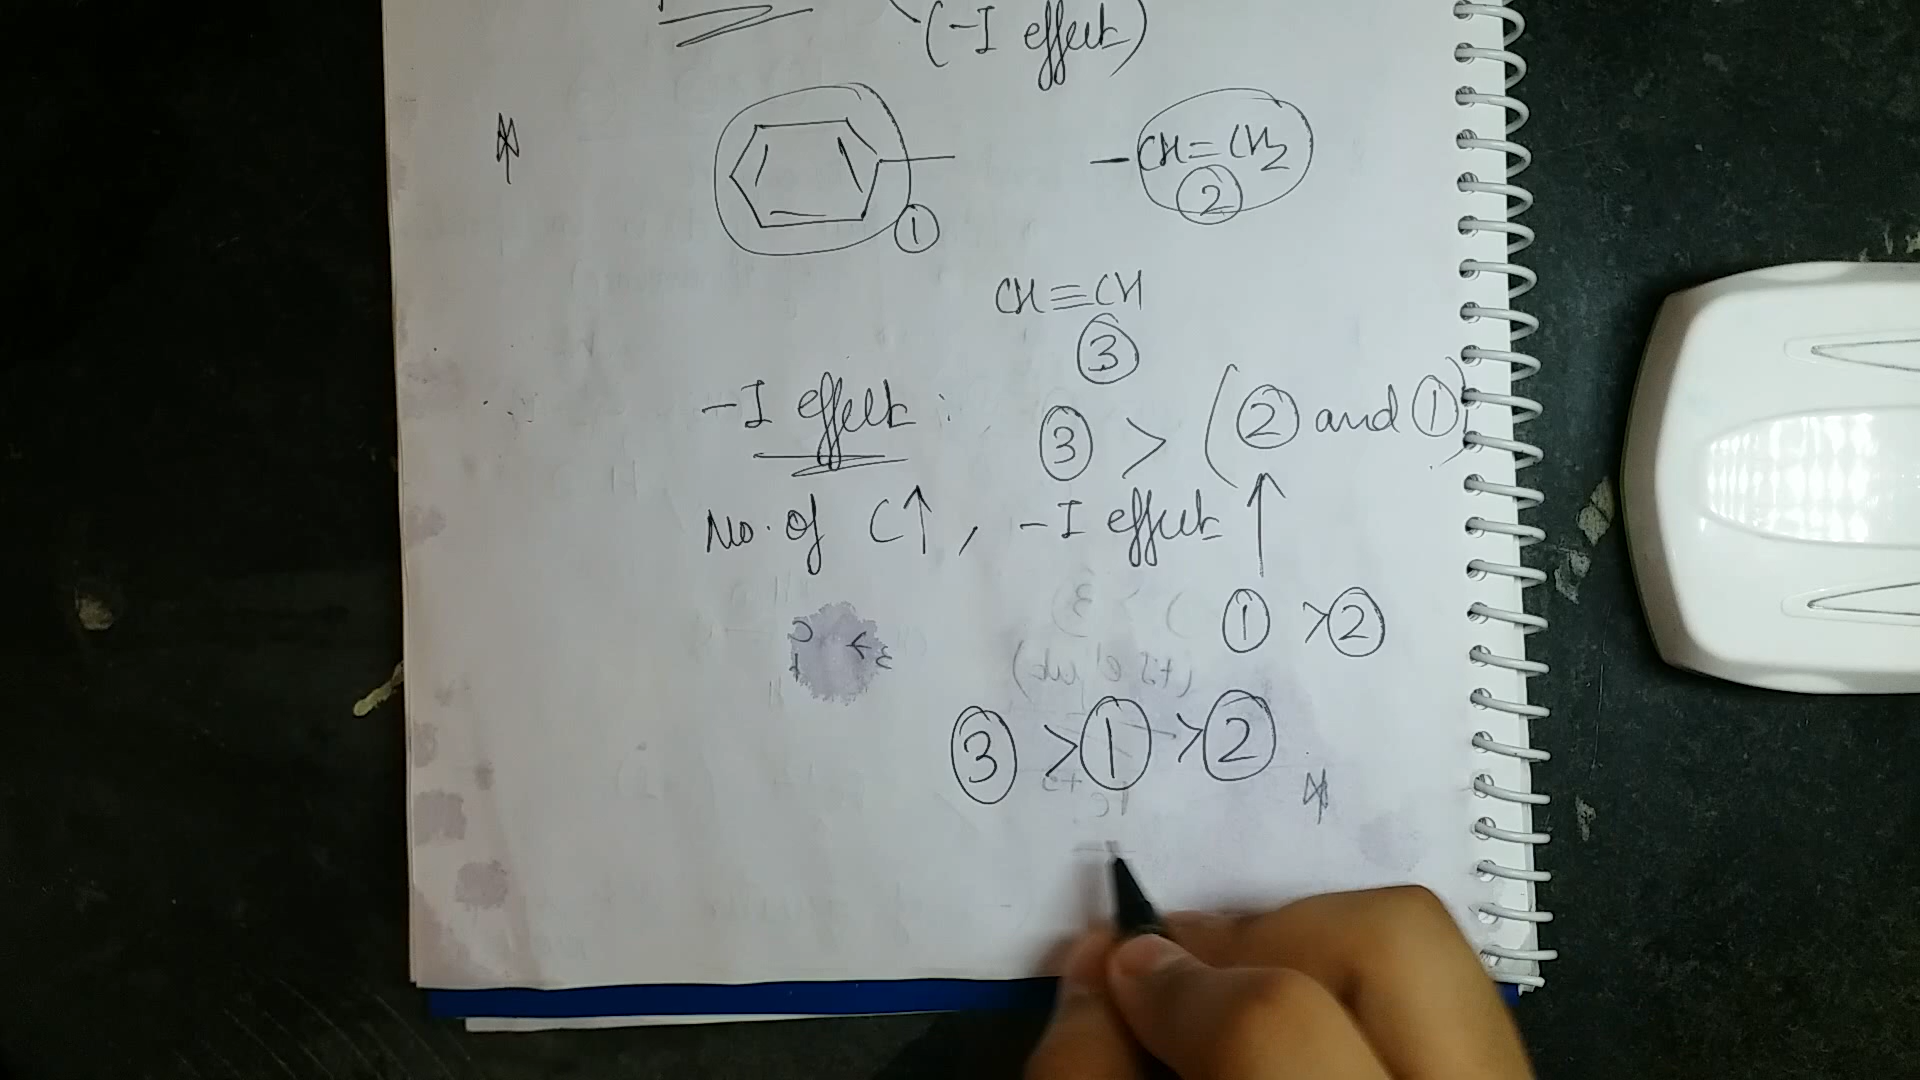 (-I effect)
1
-CH=CH2
2
CH≡CH
3
-I effect :
3 > (2 and 1)
No. of C↑, -I effect ↑
1 > 2
3 > 1 > 2